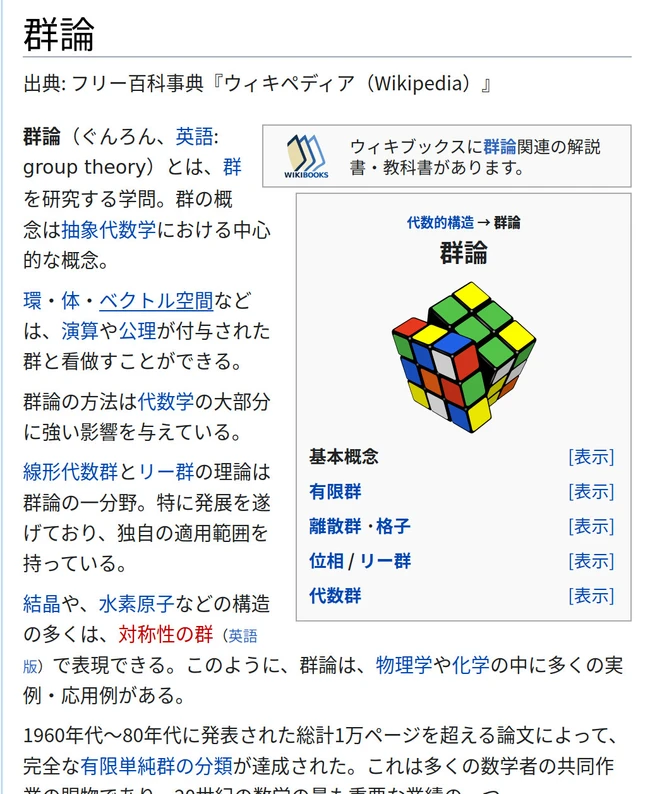 群論
出典: フリー百科事典『ウィキペディア（Wikipedia）』
群論（ぐんろん、英語:
group theory）とは、群
を研究する学問。群の概
念は抽象代数学における中心
的な概念。
環・体・ベクトル空間など
は、演算や公理が付与された
群と看做すことができる。
群論の方法は代数学の大部分
に強い影響を与えている。
線形代数群とリー群の理論は
群論の一分野。特に発展を遂
げており、独自の適用範囲を
持っている。
結晶や、水素原子などの構造
の多くは、対称性の群（英語
版）で表現できる。このように、群論は、物理学や化学の中に多くの実
例・応用例がある。
1960年代〜80年代に発表された総計1万ページを超える論文によって、
完全な有限単純群の分類が達成された。これは多くの数学者の共同作
WIKIBOOKS
ウィキブックスに群論関連の解説
書・教科書があります。
代数的構造 → 群論
群論
基本概念 [表示]
有限群 [表示]
離散群 · 格子 [表示]
位相 / リー群 [表示]
代数群 [表示]